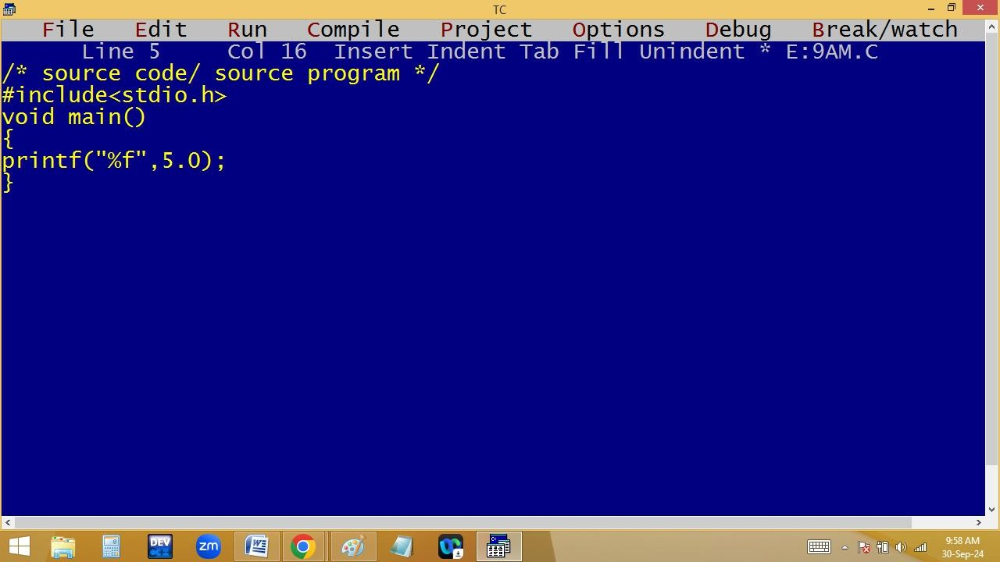 TC
File Edit Run Compile Project Options Debug Break/watch
Line 5 Col 16 Insert Indent Tab Fill Unindent * E:9AM.C
/* source code/ source program */
#include<stdio.h>
void main()
{
printf("%f",5.0);
}
DEV
C++
zm
9:58 AM
30-Sep-24